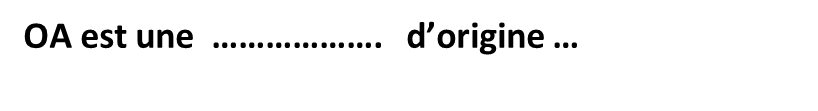 OA est une ………………. d’origine …